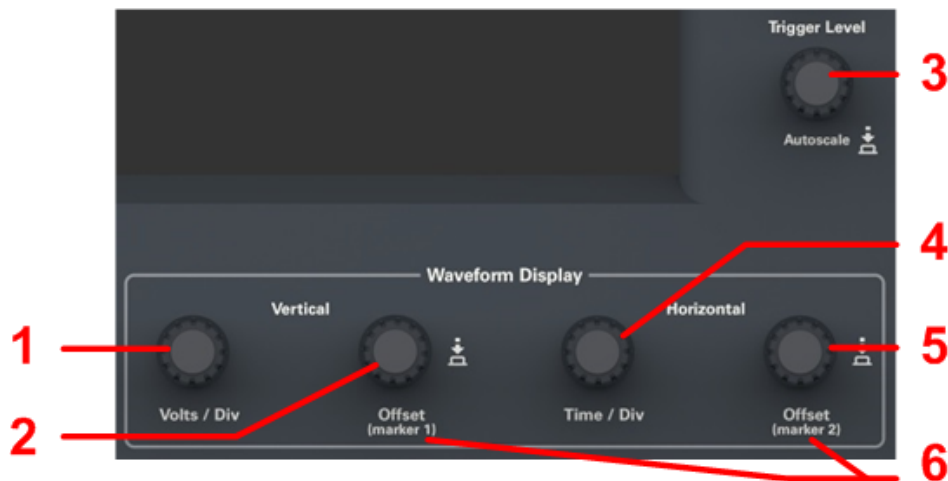 Trigger Level
3
Autoscale
4
Waveform Display
Vertical
Horizontal
1
5
Volts / Div
Offset
(marker 1)
Time / Div
Offset
(marker 2)
2
6